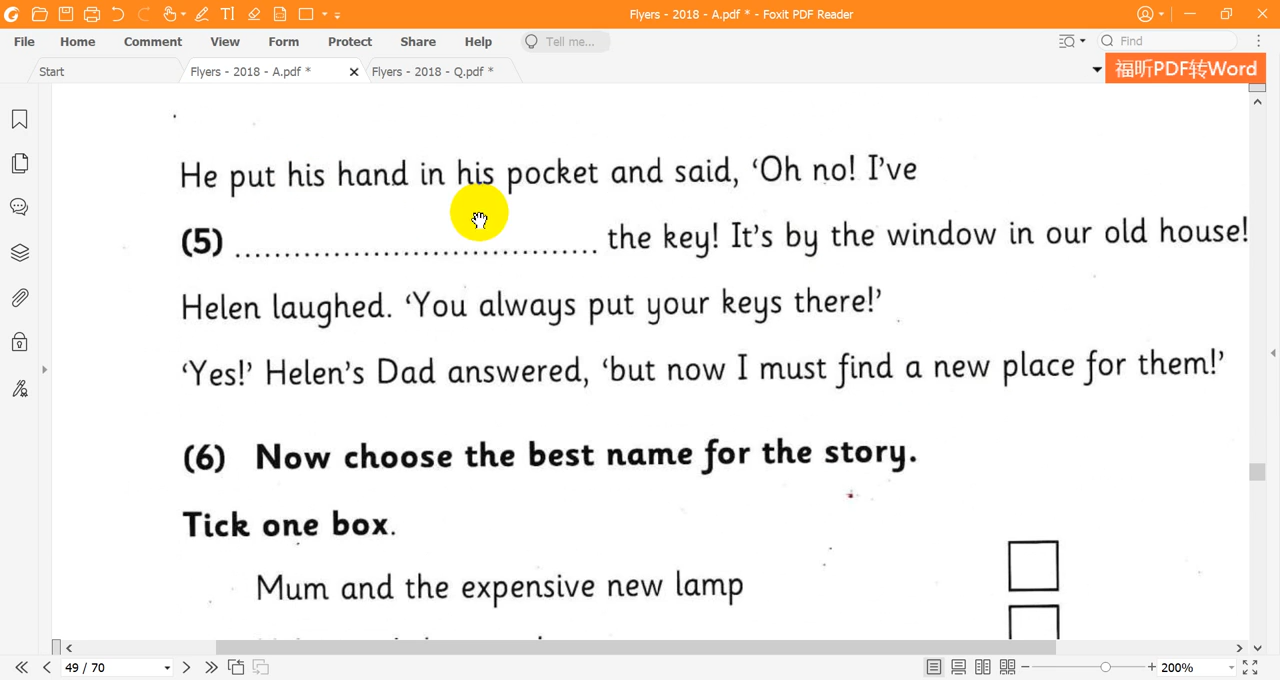 Flyers - 2018 - A.pdf * - Foxit PDF Reader
File Home Comment View Form Protect Share Help Tell me... Find
Start Flyers - 2018 - A.pdf * Flyers - 2018 - Q.pdf * 福昕PDF转Word
He put his hand in his pocket and said, ‘Oh no! I’ve
(5) ..................................... the key! It’s by the window in our old house!
Helen laughed. ‘You always put your keys there!’
‘Yes!’ Helen’s Dad answered, ‘but now I must find a new place for them!’
(6) Now choose the best name for the story.
Tick one box.
Mum and the expensive new lamp
49 / 70 200%